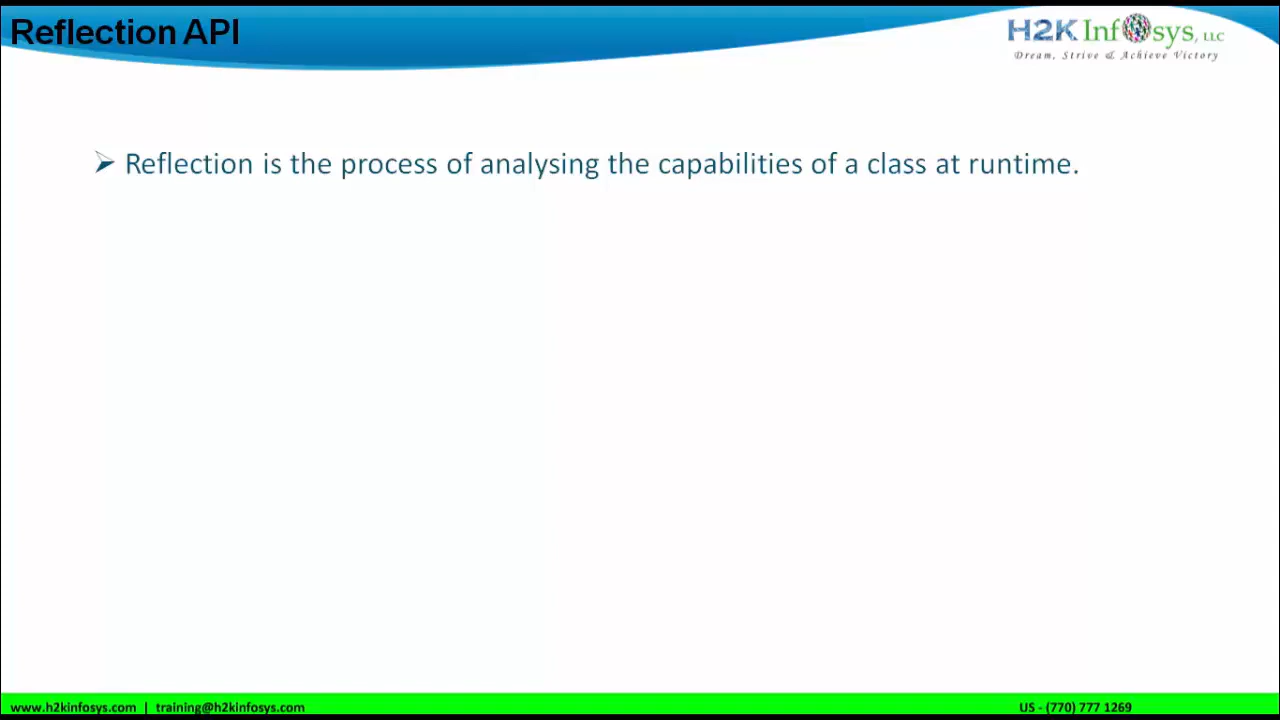 Reflection API
H2K Infosys, LLC
Dream, Strive & Achieve Victory
➢ Reflection is the process of analysing the capabilities of a class at runtime.
www.h2kinfosys.com | training@h2kinfosys.com
US - (770) 777 1269